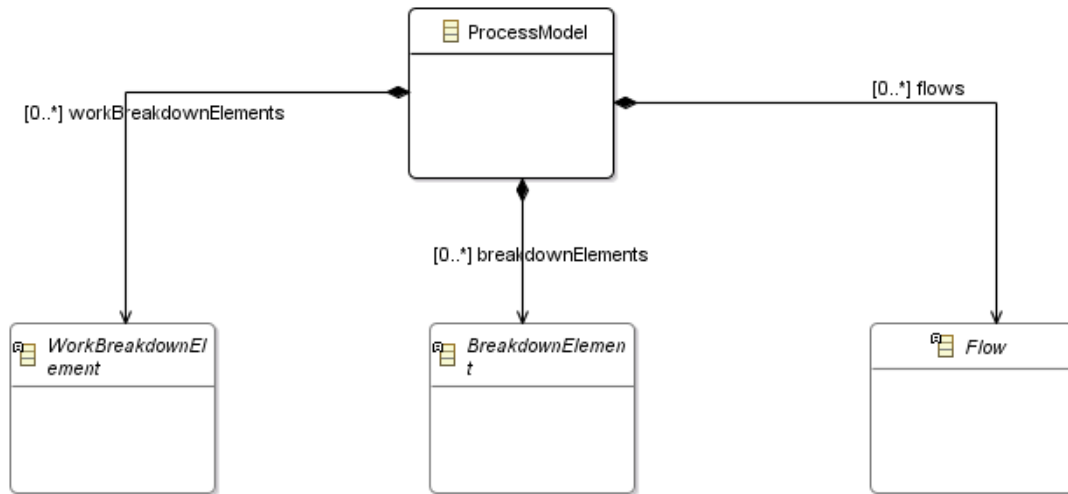 ProcessModel
[0..*] workBreakdownElements
[0..*] flows
[0..*] breakdownElements
WorkBreakdownEl
ement
BreakdownElemen
t
Flow